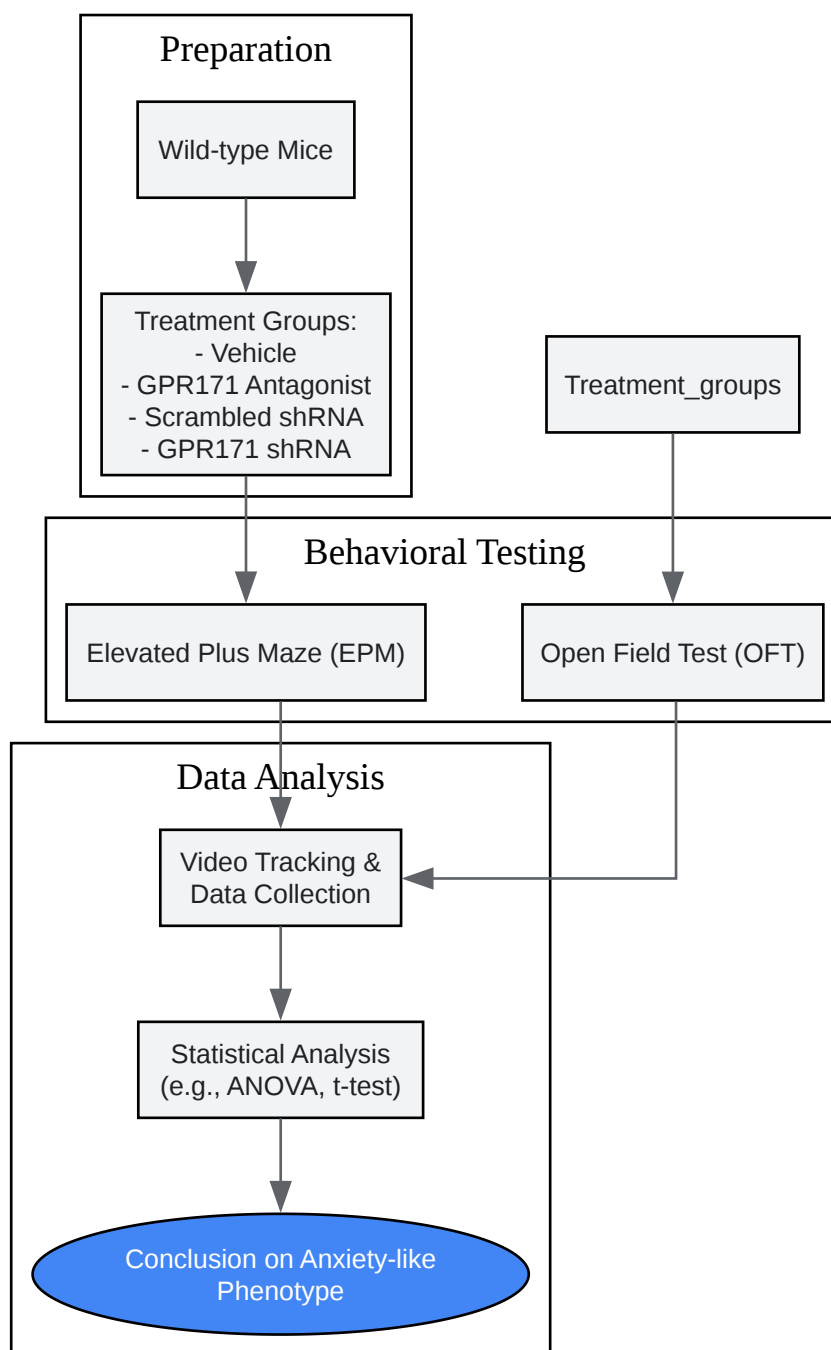 Preparation
Wild-type Mice
Treatment Groups:
- Vehicle
- GPR171 Antagonist
- Scrambled shRNA
- GPR171 shRNA
Treatment_groups
Behavioral Testing
Elevated Plus Maze (EPM)
Open Field Test (OFT)
Data Analysis
Video Tracking &
Data Collection
Statistical Analysis
(e.g., ANOVA, t-test)
Conclusion on Anxiety-like
Phenotype